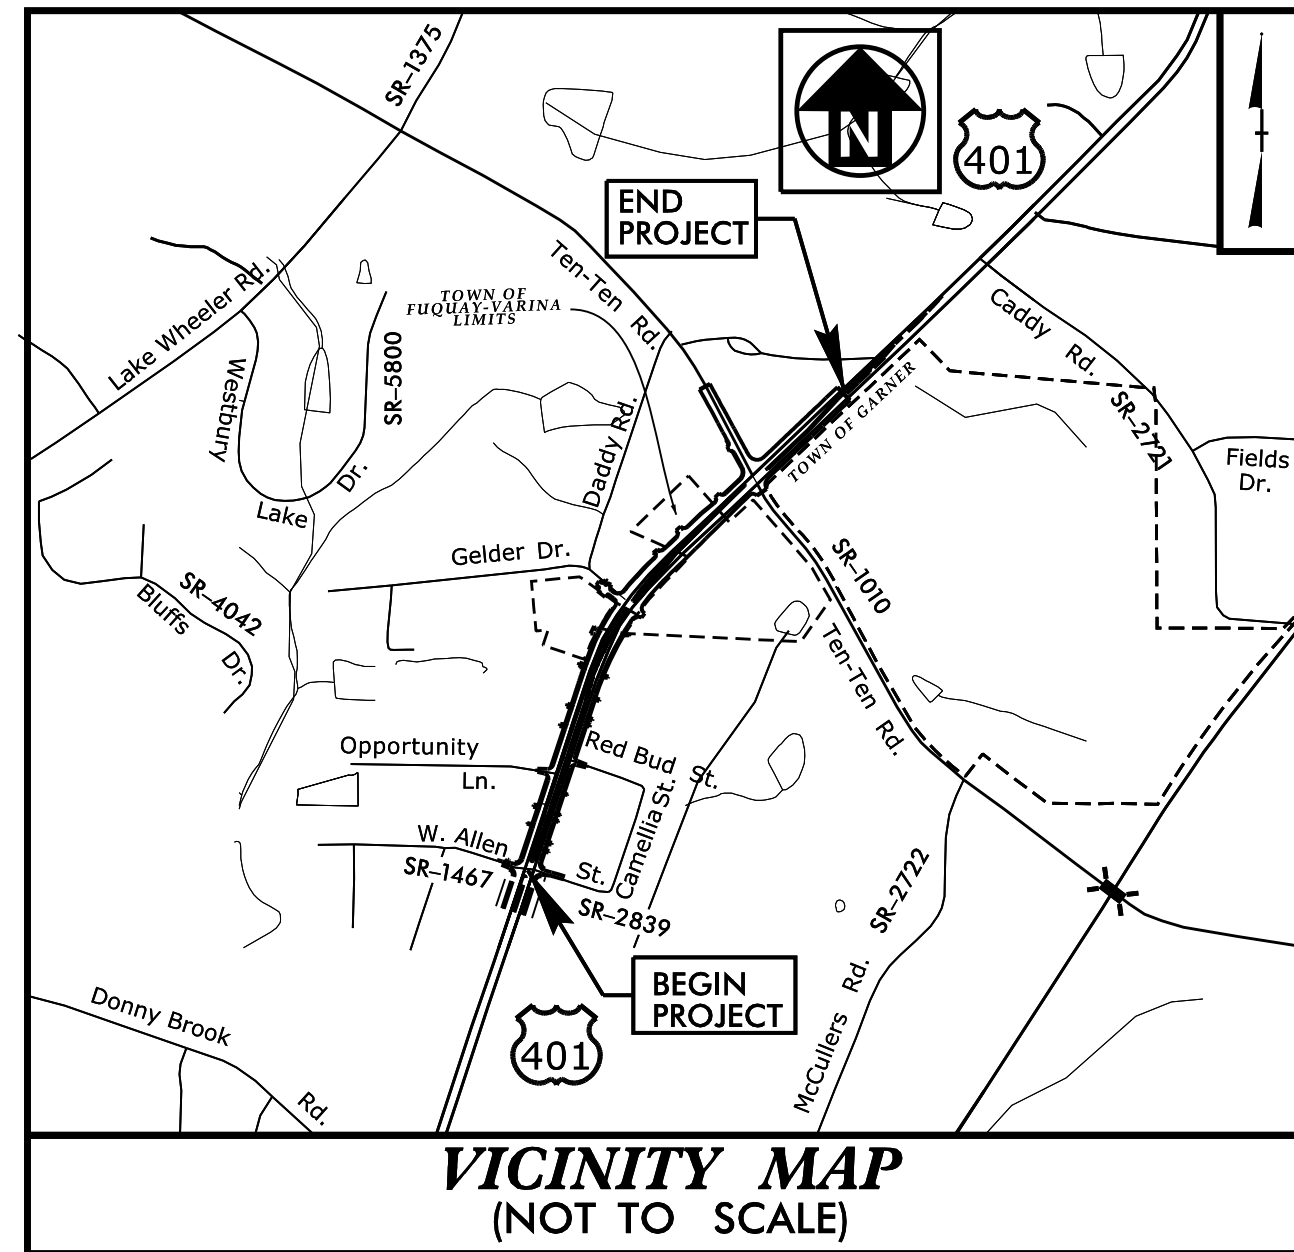 SR-1375
N
401
END
PROJECT
Ten-Ten Rd.
TOWN OF
FUQUAY-VARINA
LIMITS
Lake Wheeler Rd.
Caddy Rd.
SR-5800
Westbury
Lake
Dr.
Daddy Rd.
TOWN OF GARNER
SR-2721
Fields
Dr.
Gelder Dr.
SR-4042
Bluffs
Dr.
SR-1010
Ten-Ten Rd.
Opportunity
Ln.
Red Bud St.
Camellia St.
W. Allen
St.
SR-1467
SR-2839
SR-2722
McCullers Rd.
BEGIN
PROJECT
401
Donny Brook
Rd.
VICINITY MAP
(NOT TO SCALE)